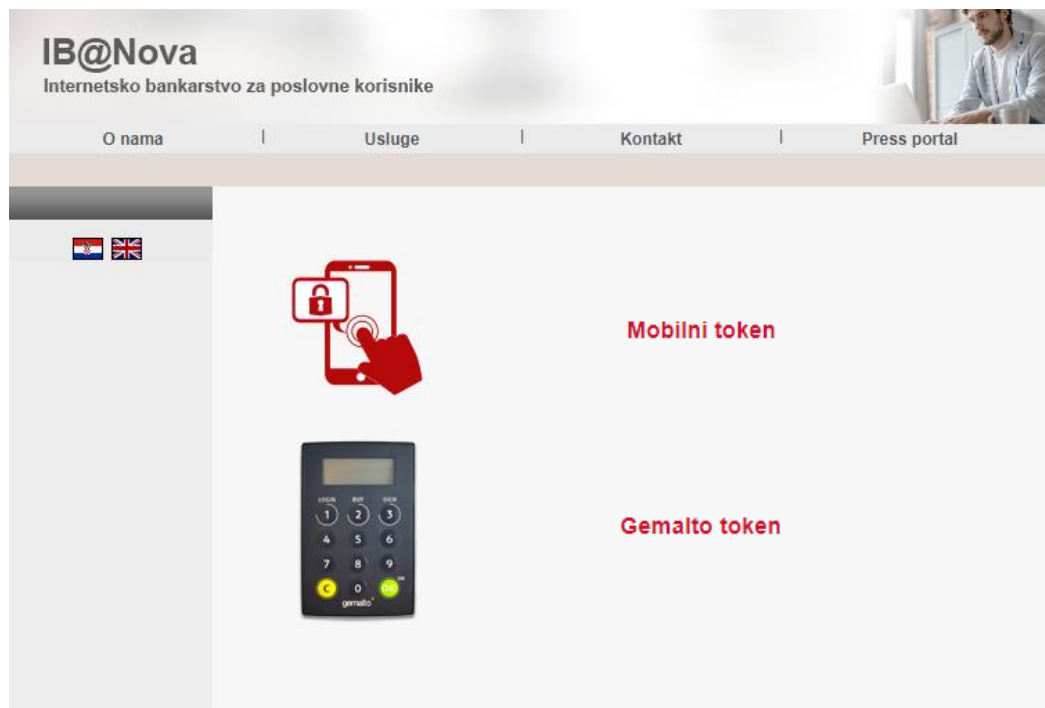 IB@Nova
Internetsko bankarstvo za poslovne korisnike
O nama | Usluge | Kontakt | Press portal
Mobilni token
LOGIN BUY SIGN
1 2 3
4 5 6
7 8 9
OK
C 0 OK
gemalto
Gemalto token